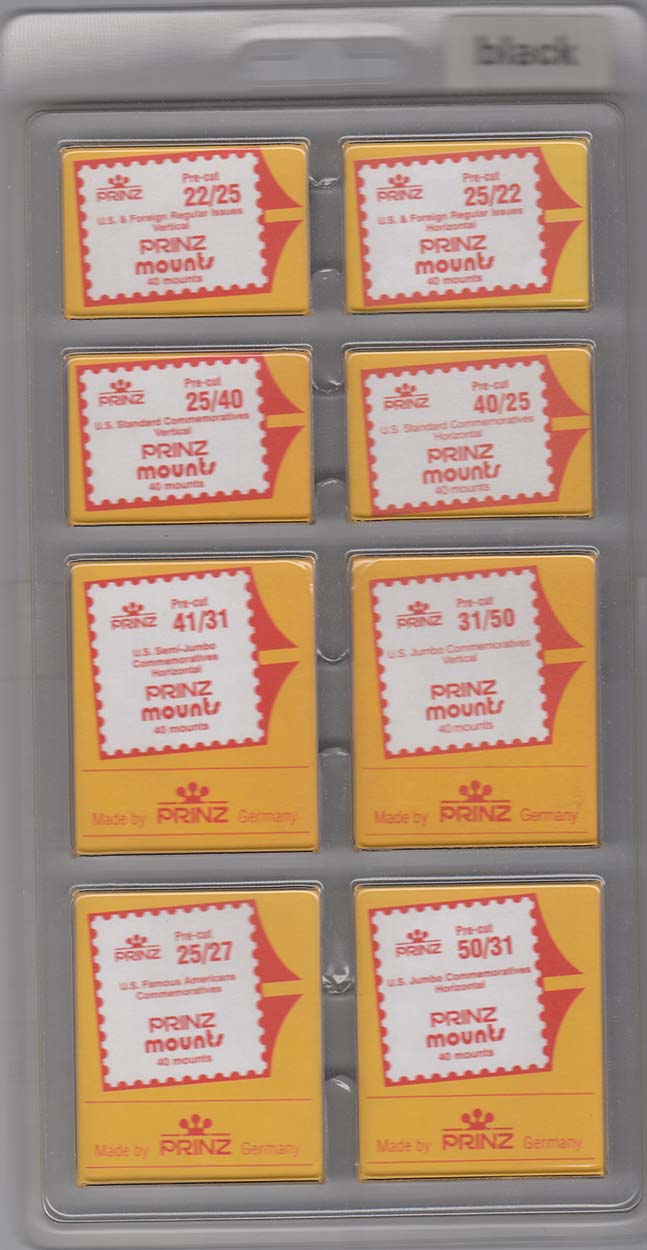 black
PRINZ
Pre-cut
22/25
U.S. & Foreign Regular Issues
Vertical
PRINZ
mounts
40 mounts
PRINZ
Pre-cut
25/22
U.S. & Foreign Regular Issues
Horizontal
PRINZ
mounts
40 mounts
PRINZ
Pre-cut
25/40
U.S. Standard Commemoratives
Vertical
PRINZ
mounts
40 mounts
PRINZ
Pre-cut
40/25
U.S. Standard Commemoratives
Horizontal
PRINZ
mounts
40 mounts
PRINZ
Pre-cut
41/31
U.S. Semi-Jumbo
Commemoratives
Horizontal
PRINZ
mounts
40 mounts
Made by PRINZ Germany
PRINZ
Pre-cut
31/50
U.S. Jumbo Commemoratives
Vertical
PRINZ
mounts
40 mounts
Made by PRINZ Germany
PRINZ
Pre-cut
25/27
U.S. Famous Americans
Commemoratives
PRINZ
mounts
40 mounts
Made by PRINZ Germany
PRINZ
Pre-cut
50/31
U.S. Jumbo Commemoratives
Horizontal
PRINZ
mounts
40 mounts
Made by PRINZ Germany